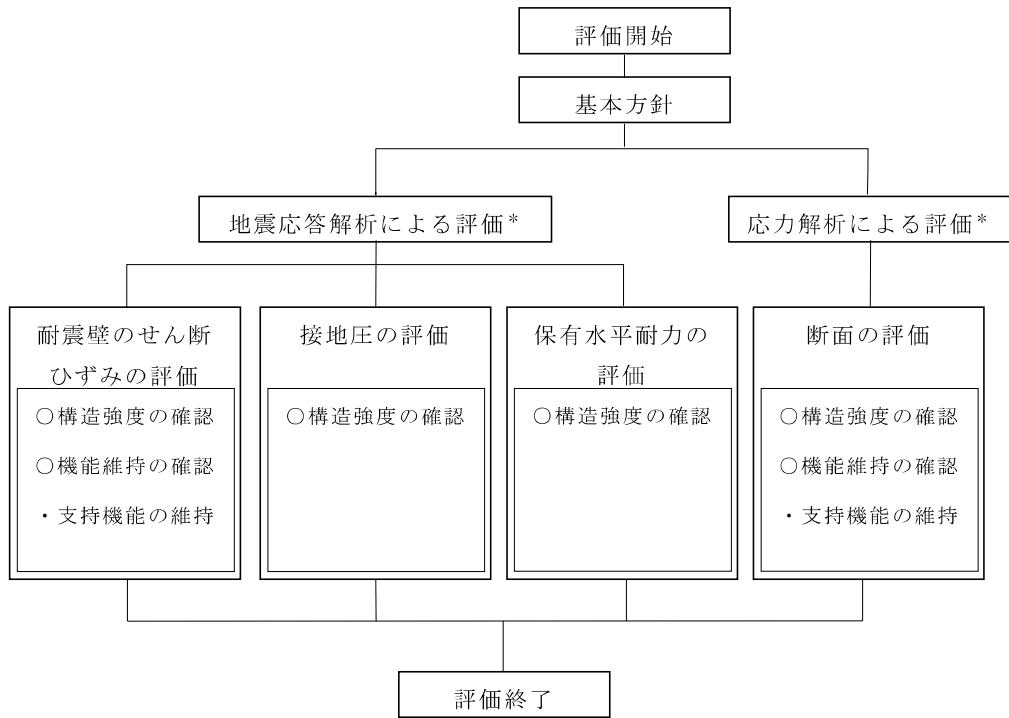 評価開始
基本方針
地震応答解析による評価*
応力解析による評価*
耐震壁のせん断
ひずみの評価
○構造強度の確認
○機能維持の確認
・支持機能の維持
接地圧の評価
○構造強度の確認
保有水平耐力の
評価
○構造強度の確認
断面の評価
○構造強度の確認
○機能維持の確認
・支持機能の維持
評価終了